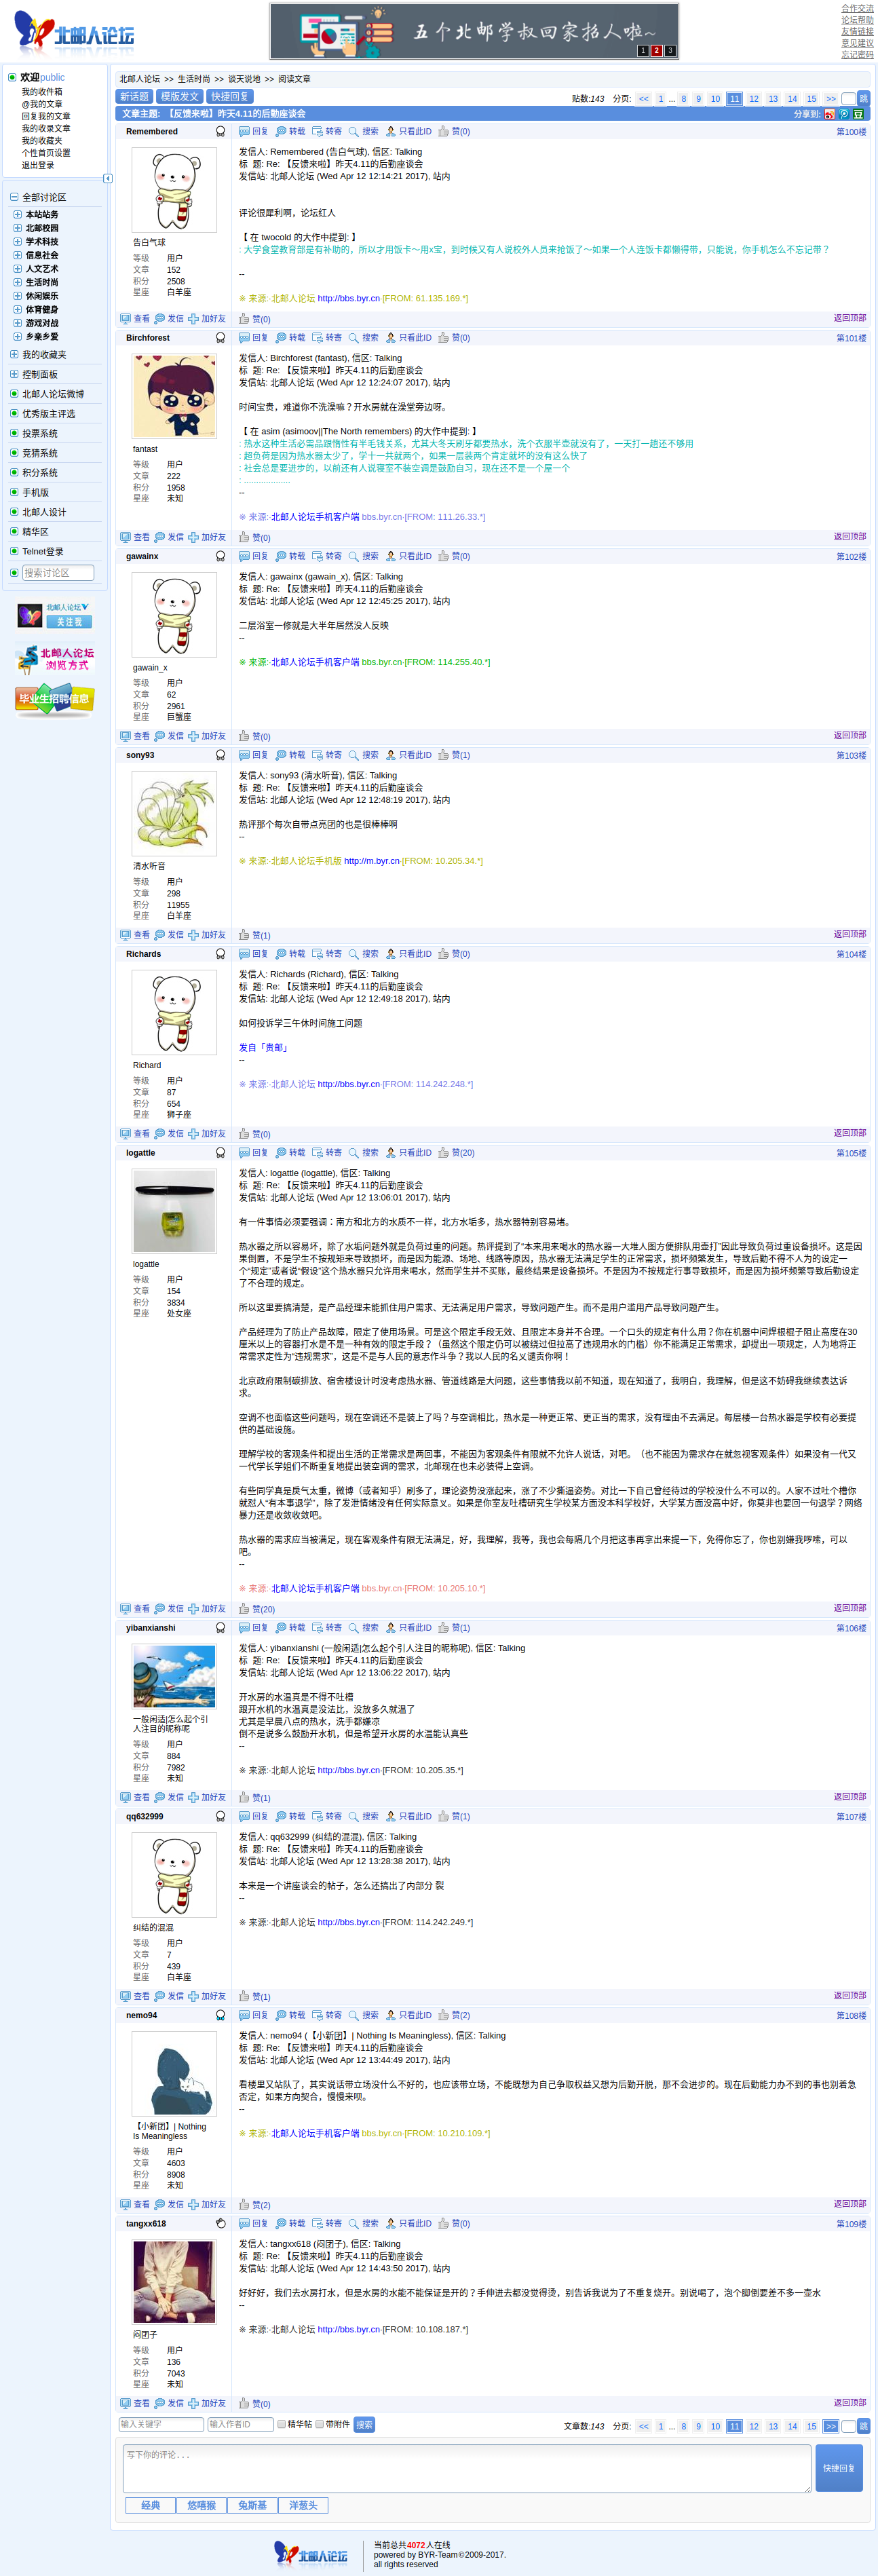 北邮人论坛
五个北邮学叔回家招人啦~
1 2 3
合作交流
论坛帮助
友情链接
意见建议
忘记密码
欢迎public
我的收件箱
@我的文章
回复我的文章
我的收录文章
我的收藏夹
个性首页设置
退出登录
全部讨论区
本站站务
北邮校园
学术科技
信息社会
人文艺术
生活时尚
休闲娱乐
体育健身
游戏对战
乡亲乡爱
我的收藏夹
控制面板
北邮人论坛微博
优秀版主评选
投票系统
竞猜系统
积分系统
手机版
北邮人设计
精华区
Telnet登录
搜索讨论区
北邮人论坛
关注我
北邮人论坛
浏览方式
毕业生招聘信息
北邮人论坛 >> 生活时尚 >> 谈天说地 >> 阅读文章
新话题 模版发文 快捷回复
贴数:143 分页: << 1 ... 8 9 10 11 12 13 14 15 >> 跳
文章主题: 【反馈来啦】昨天4.11的后勤座谈会 分享到:
Remembered 回复 转载 转寄 搜索 只看此ID 赞(0) 第100楼
告白气球
等级 用户
文章 152
积分 2508
星座 白羊座
发信人: Remembered (告白气球), 信区: Talking
标 题: Re: 【反馈来啦】昨天4.11的后勤座谈会
发信站: 北邮人论坛 (Wed Apr 12 12:14:21 2017), 站内
评论很犀利啊，论坛红人
【 在 twocold 的大作中提到: 】
: 大学食堂教育部是有补助的，所以才用饭卡～用x宝，到时候又有人说校外人员来抢饭了～如果一个人连饭卡都懒得带，只能说，你手机怎么不忘记带？
--
※ 来源:·北邮人论坛 http://bbs.byr.cn·[FROM: 61.135.169.*]
查看 发信 加好友 赞(0) 返回顶部
Birchforest 回复 转载 转寄 搜索 只看此ID 赞(0) 第101楼
fantast
等级 用户
文章 222
积分 1958
星座 未知
发信人: Birchforest (fantast), 信区: Talking
标 题: Re: 【反馈来啦】昨天4.11的后勤座谈会
发信站: 北邮人论坛 (Wed Apr 12 12:24:07 2017), 站内
时间宝贵，难道你不洗澡嘛？开水房就在澡堂旁边呀。
【 在 asim (asimoov||The North remembers) 的大作中提到: 】
: 热水这种生活必需品跟惰性有半毛钱关系，尤其大冬天刷牙都要热水，洗个衣服半壶就没有了，一天打一趟还不够用
: 超负荷是因为热水器太少了，学十一共就两个，如果一层装两个肯定就坏的没有这么快了
: 社会总是要进步的，以前还有人说寝室不装空调是鼓励自习，现在还不是一个屋一个
: ...................
--
※ 来源:·北邮人论坛手机客户端 bbs.byr.cn·[FROM: 111.26.33.*]
查看 发信 加好友 赞(0) 返回顶部
gawainx 回复 转载 转寄 搜索 只看此ID 赞(0) 第102楼
gawain_x
等级 用户
文章 62
积分 2961
星座 巨蟹座
发信人: gawainx (gawain_x), 信区: Talking
标 题: Re: 【反馈来啦】昨天4.11的后勤座谈会
发信站: 北邮人论坛 (Wed Apr 12 12:45:25 2017), 站内
二层浴室一修就是大半年居然没人反映
--
※ 来源:·北邮人论坛手机客户端 bbs.byr.cn·[FROM: 114.255.40.*]
查看 发信 加好友 赞(0) 返回顶部
sony93 回复 转载 转寄 搜索 只看此ID 赞(1) 第103楼
清水听音
等级 用户
文章 298
积分 11955
星座 白羊座
发信人: sony93 (清水听音), 信区: Talking
标 题: Re: 【反馈来啦】昨天4.11的后勤座谈会
发信站: 北邮人论坛 (Wed Apr 12 12:48:19 2017), 站内
热评那个每次自带点亮团的也是很棒棒啊
--
※ 来源:·北邮人论坛手机版 http://m.byr.cn·[FROM: 10.205.34.*]
查看 发信 加好友 赞(1) 返回顶部
Richards 回复 转载 转寄 搜索 只看此ID 赞(0) 第104楼
Richard
等级 用户
文章 87
积分 654
星座 狮子座
发信人: Richards (Richard), 信区: Talking
标 题: Re: 【反馈来啦】昨天4.11的后勤座谈会
发信站: 北邮人论坛 (Wed Apr 12 12:49:18 2017), 站内
如何投诉学三午休时间施工问题
发自「贵邮」
--
※ 来源:·北邮人论坛 http://bbs.byr.cn·[FROM: 114.242.248.*]
查看 发信 加好友 赞(0) 返回顶部
logattle 回复 转载 转寄 搜索 只看此ID 赞(20) 第105楼
logattle
等级 用户
文章 154
积分 3834
星座 处女座
发信人: logattle (logattle), 信区: Talking
标 题: Re: 【反馈来啦】昨天4.11的后勤座谈会
发信站: 北邮人论坛 (Wed Apr 12 13:06:01 2017), 站内
有一件事情必须要强调：南方和北方的水质不一样，北方水垢多，热水器特别容易堵。
热水器之所以容易坏，除了水垢问题外就是负荷过重的问题。热评提到了“本来用来喝水的热水器一大堆人图方便排队用壶打”因此导致负荷过重设备损坏。这是因果倒置，不是学生不按规矩来导致损坏，而是因为能源、场地、线路等原因，热水器无法满足学生的正常需求，损坏频繁发生，导致后勤不得不人为的设定一个“规定”或者说“假设”这个热水器只允许用来喝水，然而学生并不买账，最终结果是设备损坏。不是因为不按规定行事导致损坏，而是因为损坏频繁导致后勤设定了不合理的规定。
所以这里要搞清楚，是产品经理未能抓住用户需求、无法满足用户需求，导致问题产生。而不是用户滥用产品导致问题产生。
产品经理为了防止产品故障，限定了使用场景。可是这个限定手段无效、且限定本身并不合理。一个口头的规定有什么用？你在机器中间焊根棍子阻止高度在30厘米以上的容器打水是不是一种有效的限定手段？（虽然这个限定仍可以被绕过但拉高了违规用水的门槛）你不能满足正常需求，却提出一项规定，人为地将正常需求定性为“违规需求”，这是不是与人民的意志作斗争？我以人民的名义谴责你啊！
北京政府限制碳排放、宿舍楼设计时没考虑热水器、管道线路是大问题，这些事情我以前不知道，现在知道了，我明白，我理解，但是这不妨碍我继续表达诉求。
空调不也面临这些问题吗，现在空调还不是装上了吗？与空调相比，热水是一种更正常、更正当的需求，没有理由不去满足。每层楼一台热水器是学校有必要提供的基础设施。
理解学校的客观条件和提出生活的正常需求是两回事，不能因为客观条件有限就不允许人说话，对吧。（也不能因为需求存在就忽视客观条件）如果没有一代又一代学长学姐们不断重复地提出装空调的需求，北邮现在也未必装得上空调。
有些同学真是戾气太重，微博（或者知乎）刷多了，理论姿势没涨起来，涨了不少撕逼姿势。对比一下自己曾经待过的学校没什么不可以的。人家不过吐个槽你就怼人“有本事退学”，除了发泄情绪没有任何实际意义。如果是你室友吐槽研究生学校某方面没本科学校好，大学某方面没高中好，你莫非也要回一句退学？网络暴力还是收敛收敛吧。
热水器的需求应当被满足，现在客观条件有限无法满足，好，我理解，我等，我也会每隔几个月把这事再拿出来提一下，免得你忘了，你也别嫌我啰嗦，可以吧。
--
※ 来源:·北邮人论坛手机客户端 bbs.byr.cn·[FROM: 10.205.10.*]
查看 发信 加好友 赞(20) 返回顶部
yibanxianshi 回复 转载 转寄 搜索 只看此ID 赞(1) 第106楼
一般闲适|怎么起个引人注目的昵称呢
等级 用户
文章 884
积分 7982
星座 未知
发信人: yibanxianshi (一般闲适|怎么起个引人注目的昵称呢), 信区: Talking
标 题: Re: 【反馈来啦】昨天4.11的后勤座谈会
发信站: 北邮人论坛 (Wed Apr 12 13:06:22 2017), 站内
开水房的水温真是不得不吐槽
跟开水机的水温真是没法比，没放多久就温了
尤其是早晨八点的热水，洗手都嫌凉
倒不是说多么鼓励开水机，但是希望开水房的水温能认真些
--
※ 来源:·北邮人论坛 http://bbs.byr.cn·[FROM: 10.205.35.*]
查看 发信 加好友 赞(1) 返回顶部
qq632999 回复 转载 转寄 搜索 只看此ID 赞(1) 第107楼
纠结的混混
等级 用户
文章 7
积分 439
星座 白羊座
发信人: qq632999 (纠结的混混), 信区: Talking
标 题: Re: 【反馈来啦】昨天4.11的后勤座谈会
发信站: 北邮人论坛 (Wed Apr 12 13:28:38 2017), 站内
本来是一个讲座谈会的帖子，怎么还搞出了内部分 裂
--
※ 来源:·北邮人论坛 http://bbs.byr.cn·[FROM: 114.242.249.*]
查看 发信 加好友 赞(1) 返回顶部
nemo94 回复 转载 转寄 搜索 只看此ID 赞(2) 第108楼
【小新团】| Nothing Is Meaningless
等级 用户
文章 4603
积分 8908
星座 未知
发信人: nemo94 (【小新团】| Nothing Is Meaningless), 信区: Talking
标 题: Re: 【反馈来啦】昨天4.11的后勤座谈会
发信站: 北邮人论坛 (Wed Apr 12 13:44:49 2017), 站内
看楼里又站队了，其实说话带立场没什么不好的，也应该带立场，不能既想为自己争取权益又想为后勤开脱，那不会进步的。现在后勤能力办不到的事也别着急否定，如果方向契合，慢慢来呗。
--
※ 来源:·北邮人论坛手机客户端 bbs.byr.cn·[FROM: 10.210.109.*]
查看 发信 加好友 赞(2) 返回顶部
tangxx618 回复 转载 转寄 搜索 只看此ID 赞(0) 第109楼
闷团子
等级 用户
文章 136
积分 7043
星座 未知
发信人: tangxx618 (闷团子), 信区: Talking
标 题: Re: 【反馈来啦】昨天4.11的后勤座谈会
发信站: 北邮人论坛 (Wed Apr 12 14:43:50 2017), 站内
好好好，我们去水房打水，但是水房的水能不能保证是开的？手伸进去都没觉得烫，别告诉我说为了不重复烧开。别说喝了，泡个脚倒要差不多一壶水
--
※ 来源:·北邮人论坛 http://bbs.byr.cn·[FROM: 10.108.187.*]
查看 发信 加好友 赞(0) 返回顶部
输入关键字 输入作者ID 精华帖 带附件 搜索
文章数:143 分页: << 1 ... 8 9 10 11 12 13 14 15 >> 跳
写下你的评论...
快捷回复
经典 悠嘻猴 兔斯基 洋葱头
北邮人论坛
当前总共4072人在线
powered by BYR-Team©2009-2017.
all rights reserved